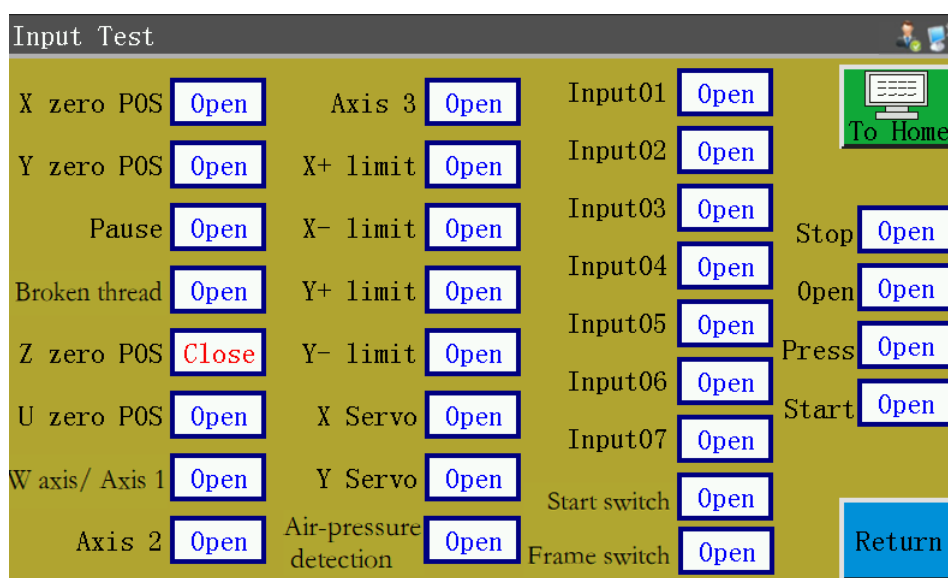 Input Test
X zero POS Open
Y zero POS Open
Pause Open
Broken thread Open
Z zero POS Close
U zero POS Open
W axis/ Axis 1 Open
Axis 2 Open
Axis 3 Open
X+ limit Open
X- limit Open
Y+ limit Open
Y- limit Open
X Servo Open
Y Servo Open
Air-pressure
detection Open
Input01 Open
Input02 Open
Input03 Open
Input04 Open
Input05 Open
Input06 Open
Input07 Open
Start switch Open
Frame switch Open
To Home
Stop Open
Open Open
Press Open
Start Open
Return